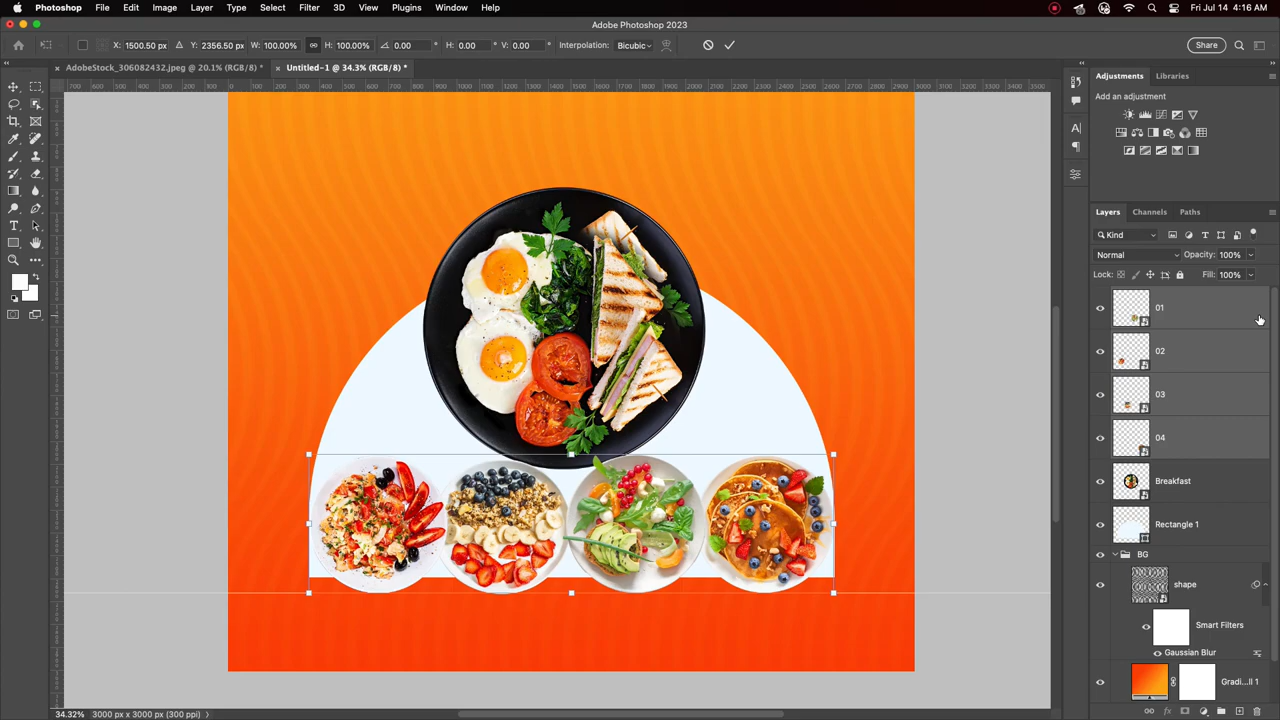 Photoshop File Edit Image Layer Type Select Filter 3D View Plugins Window Help Fri Jul 14 4:16 AM
Adobe Photoshop 2023
X: 1500.50 px Y: 2356.50 px W: 100.00% H: 100.00% 0.00 H: 0.00 V: 0.00 Interpolation: Bicubic Share
AdobeStock_306082432.jpeg @ 20.1% (RGB/8) * Untitled-1 @ 34.3% (RGB/8) *
Adjustments Libraries
Add an adjustment
Layers Channels Paths
Kind
Normal Opacity: 100%
Lock: Fill: 100%
01
02
03
04
Breakfast
Rectangle 1
BG
shape
Smart Filters
Gaussian Blur
Gradi...ll 1
34.32% 3000 px x 3000 px (300 ppi)